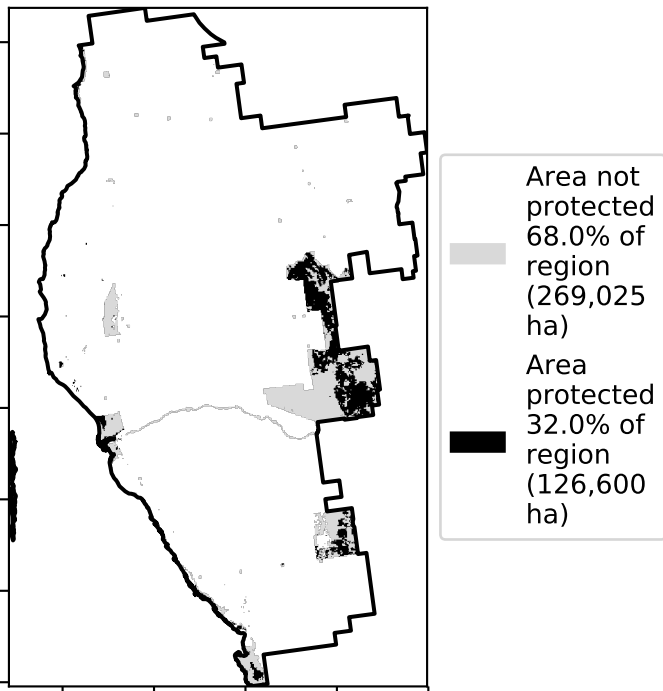 Area not
protected
68.0% of
region
(269,025
ha)
Area
protected
32.0% of
region
(126,600
ha)